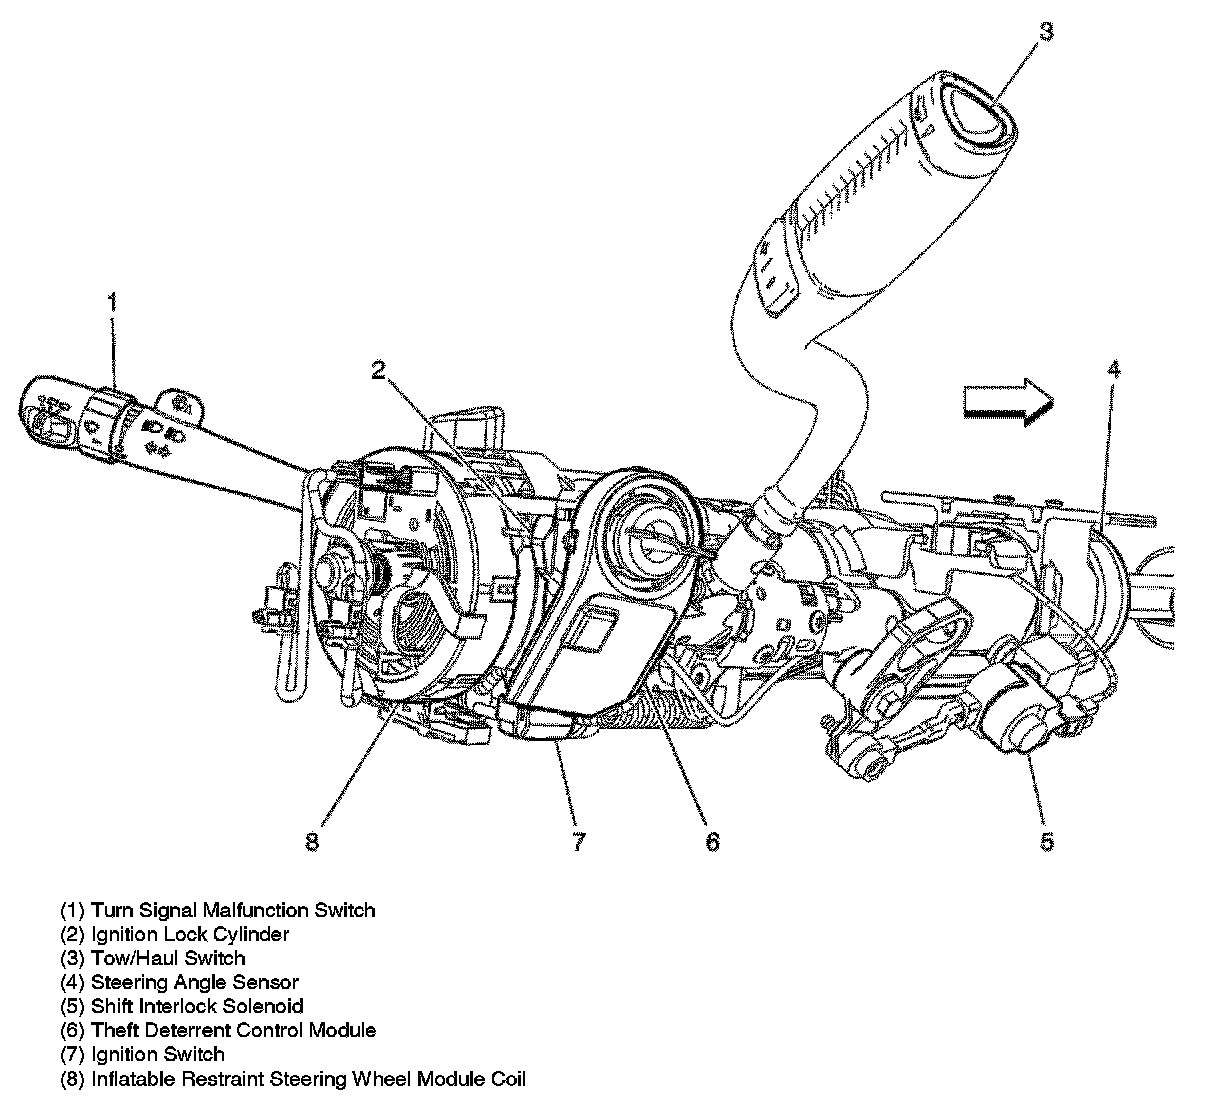 3
1
2
4
8
7
6
5
(1) Turn Signal Malfunction Switch
(2) Ignition Lock Cylinder
(3) Tow/Haul Switch
(4) Steering Angle Sensor
(5) Shift Interlock Solenoid
(6) Theft Deterrent Control Module
(7) Ignition Switch
(8) Inflatable Restraint Steering Wheel Module Coil